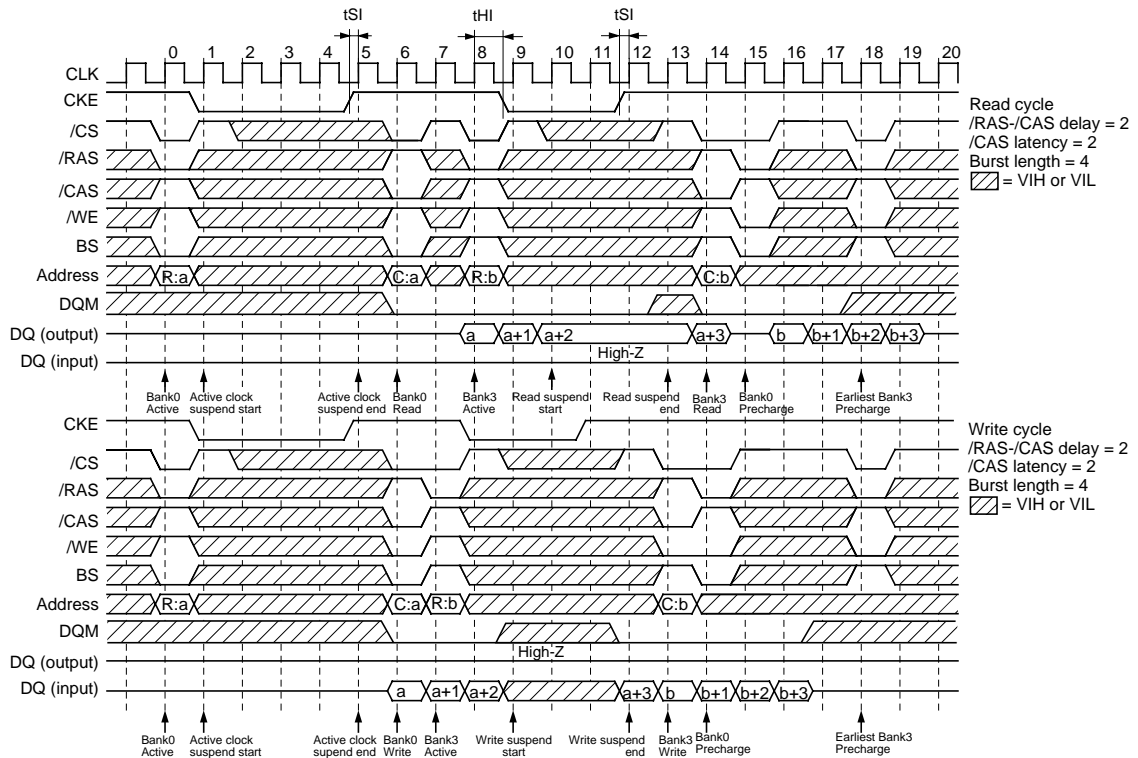 tSI tHI tSI
0 1 2 3 4 5 6 7 8 9 10 11 12 13 14 15 16 17 18 19 20
CLK
CKE
/CS
/RAS
/CAS
/WE
BS
Address R:a C:a R:b C:b
DQM
DQ (output) a a+1 a+2 a+3 b b+1 b+2 b+3
High-Z
DQ (input)
Bank0 Active
Active clock suspend start
Active clock suspend end
Bank0 Read
Bank3 Active
Read suspend start
Read suspend end
Bank3 Read
Bank0 Precharge
Earliest Bank3 Precharge
Read cycle
/RAS-/CAS delay = 2
/CAS latency = 2
Burst length = 4
= VIH or VIL
CKE
/CS
/RAS
/CAS
/WE
BS
Address R:a C:a R:b C:b
DQM
High-Z
DQ (output)
DQ (input) a a+1 a+2 a+3 b b+1 b+2 b+3
Bank0 Active
Active clock suspend start
Active clock supend end
Bank0 Write
Bank3 Active
Write suspend start
Write suspend end
Bank3 Write
Bank0 Precharge
Earliest Bank3 Precharge
Write cycle
/RAS-/CAS delay = 2
/CAS latency = 2
Burst length = 4
= VIH or VIL